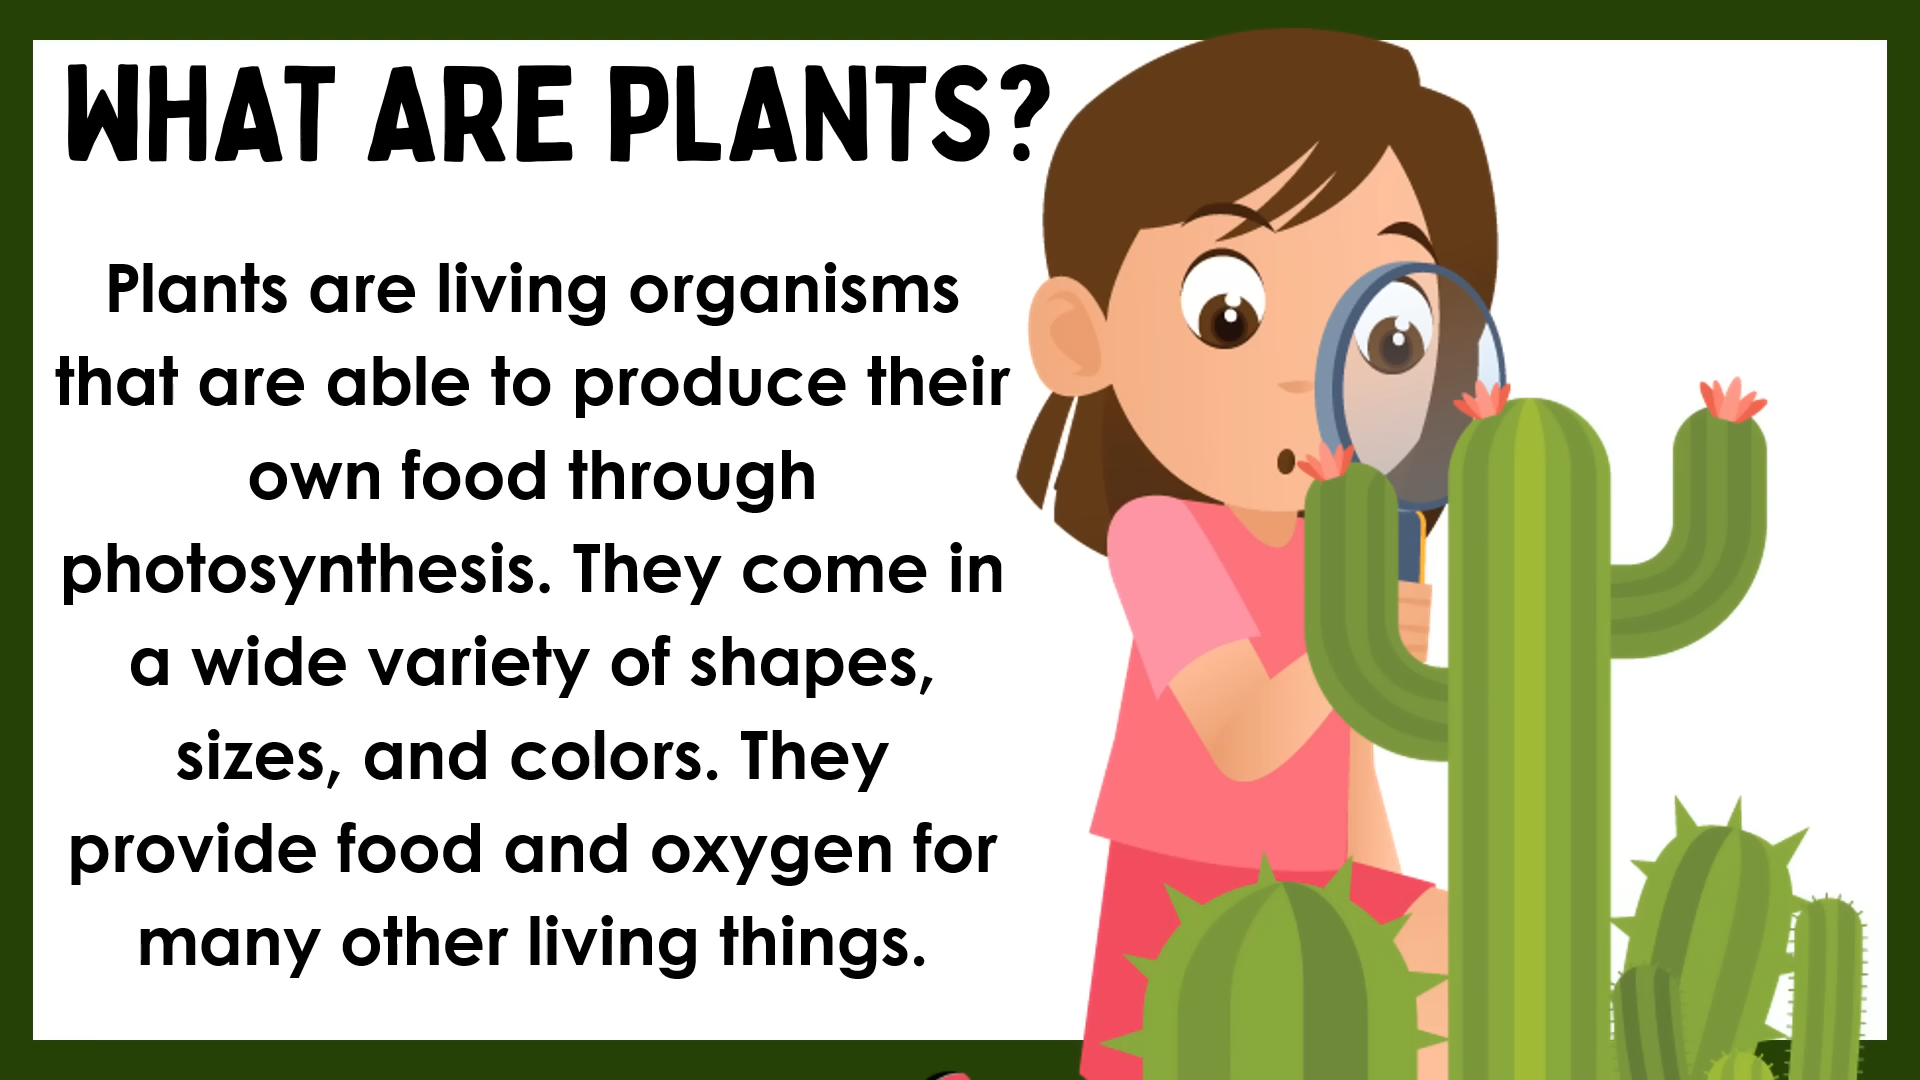 WHAT ARE PLANTS?
Plants are living organisms
that are able to produce their
own food through
photosynthesis. They come in
a wide variety of shapes,
sizes, and colors. They
provide food and oxygen for
many other living things.